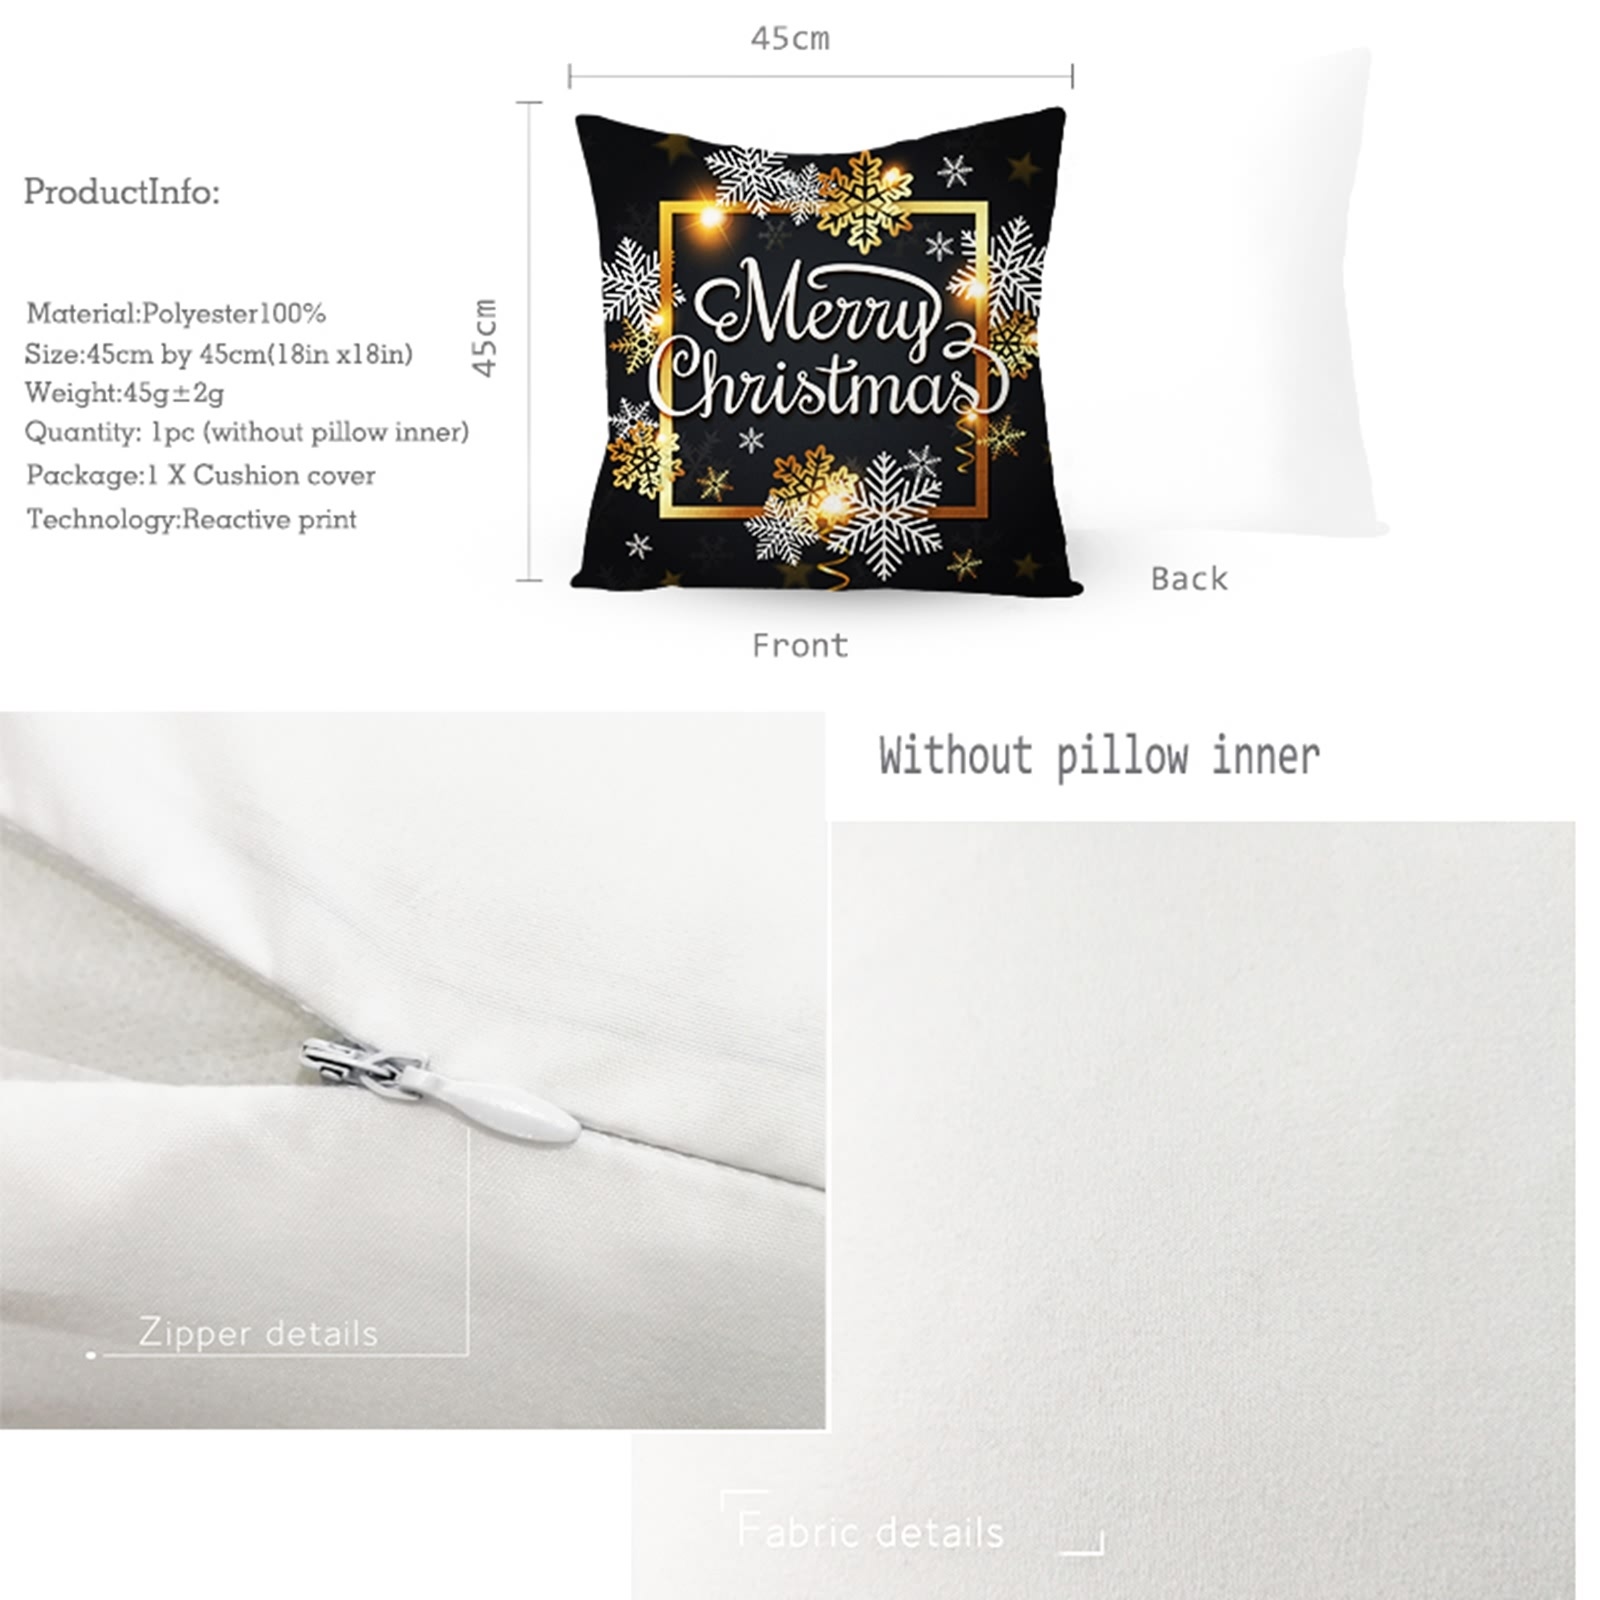 45cm
ProductInfo:
45cm
Material:Polyester100%
Size:45cm by 45cm(18in x18in)
Weight:45g±2g
Quantity: 1pc (without pillow inner)
Package:1 X Cushion cover
Technology:Reactive print
Merry
Christmas
Back
Front
Without pillow inner
Zipper details
Fabric details